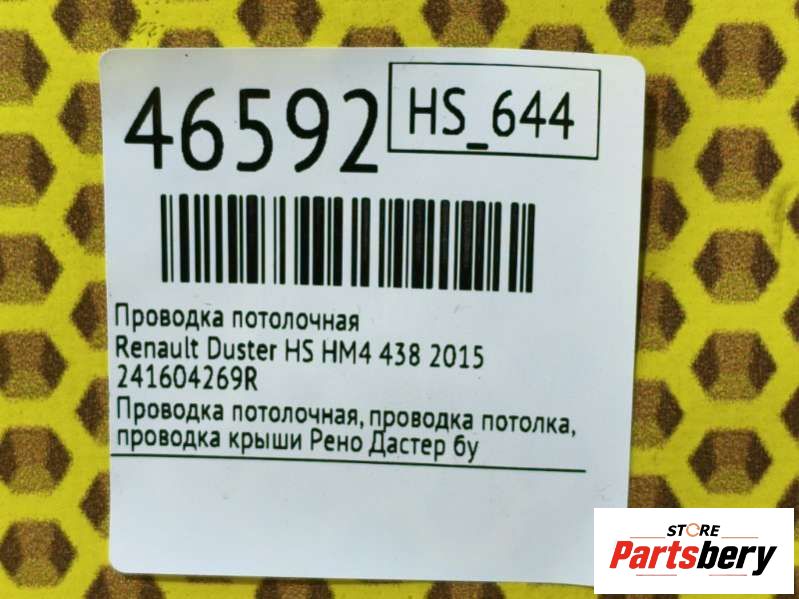 46592
HS_644
Проводка потолочная
Renault Duster HS HM4 438 2015
241604269R
Проводка потолочная, проводка потолка,
проводка крыши Рено Дастер бу
STORE
Partsbery